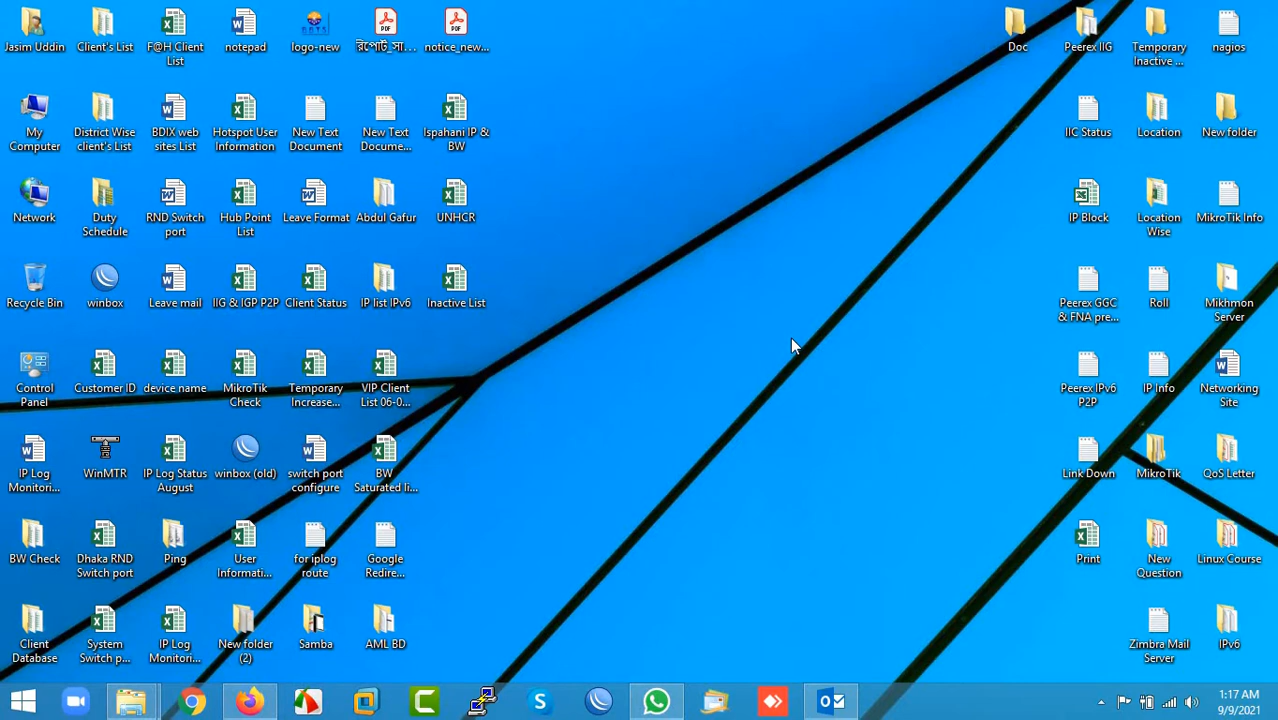 Jasim Uddin
Client's List
F@H Client
List
notepad
logo-new
রিপোর্ট_সা...
notice_new...
Doc
Peerex IIG
Temporary
Inactive ...
nagios
My
Computer
District Wise
client's List
BDIX web
sites List
Hotspot User
Information
New Text
Document
New Text
Docume...
Ispahani IP &
BW
IIC Status
Location
New folder
Network
Duty
Schedule
RND Switch
port
Hub Point
List
Leave Format
Abdul Gafur
UNHCR
IP Block
Location
Wise
MikroTik Info
Recycle Bin
winbox
Leave mail
IIG & IGP P2P
Client Status
IP list IPv6
Inactive List
Peerex GGC
& FNA pre...
Roll
Mikhmon
Server
Control
Panel
Customer ID
device name
MikroTik
Check
Temporary
Increase...
VIP Client
List 06-0...
Peerex IPv6
P2P
IP Info
Networking
Site
IP Log
Monitori...
WinMTR
IP Log Status
August
winbox (old)
switch port
configure
BW
Saturated li...
Link Down
MikroTik
QoS Letter
BW Check
Dhaka RND
Switch port
Ping
User
Informati...
for iplog
route
Google
Redire...
Print
New
Question
Linux Course
Client
Database
System
Switch p...
IP Log
Monitori...
New folder
(2)
Samba
AML BD
Zimbra Mail
Server
IPv6
1:17 AM
9/9/2021